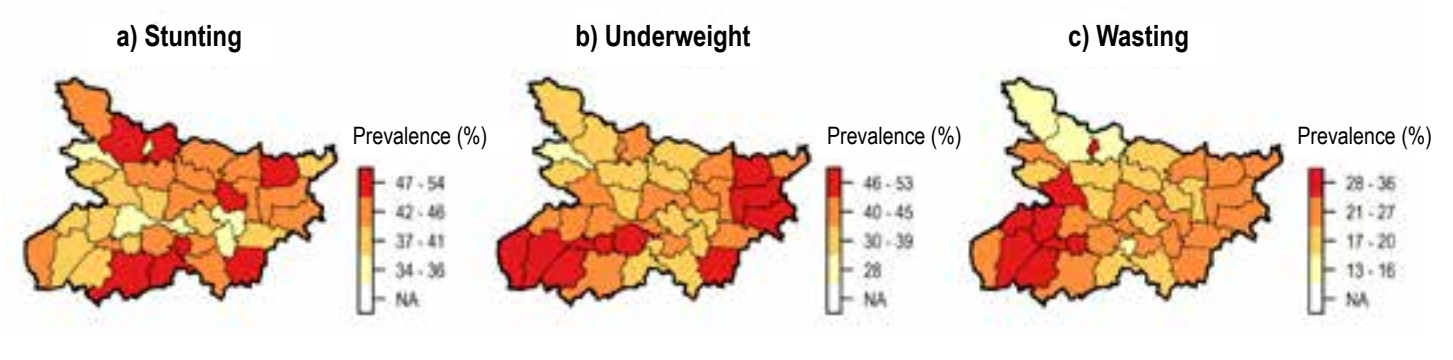 a) Stunting
b) Underweight
c) Wasting
Prevalence (%)
47 - 54
42 - 46
37 - 41
34 - 36
NA
Prevalence (%)
46 - 53
40 - 45
30 - 39
28
NA
Prevalence (%)
28 - 36
21 - 27
17 - 20
13 - 16
NA